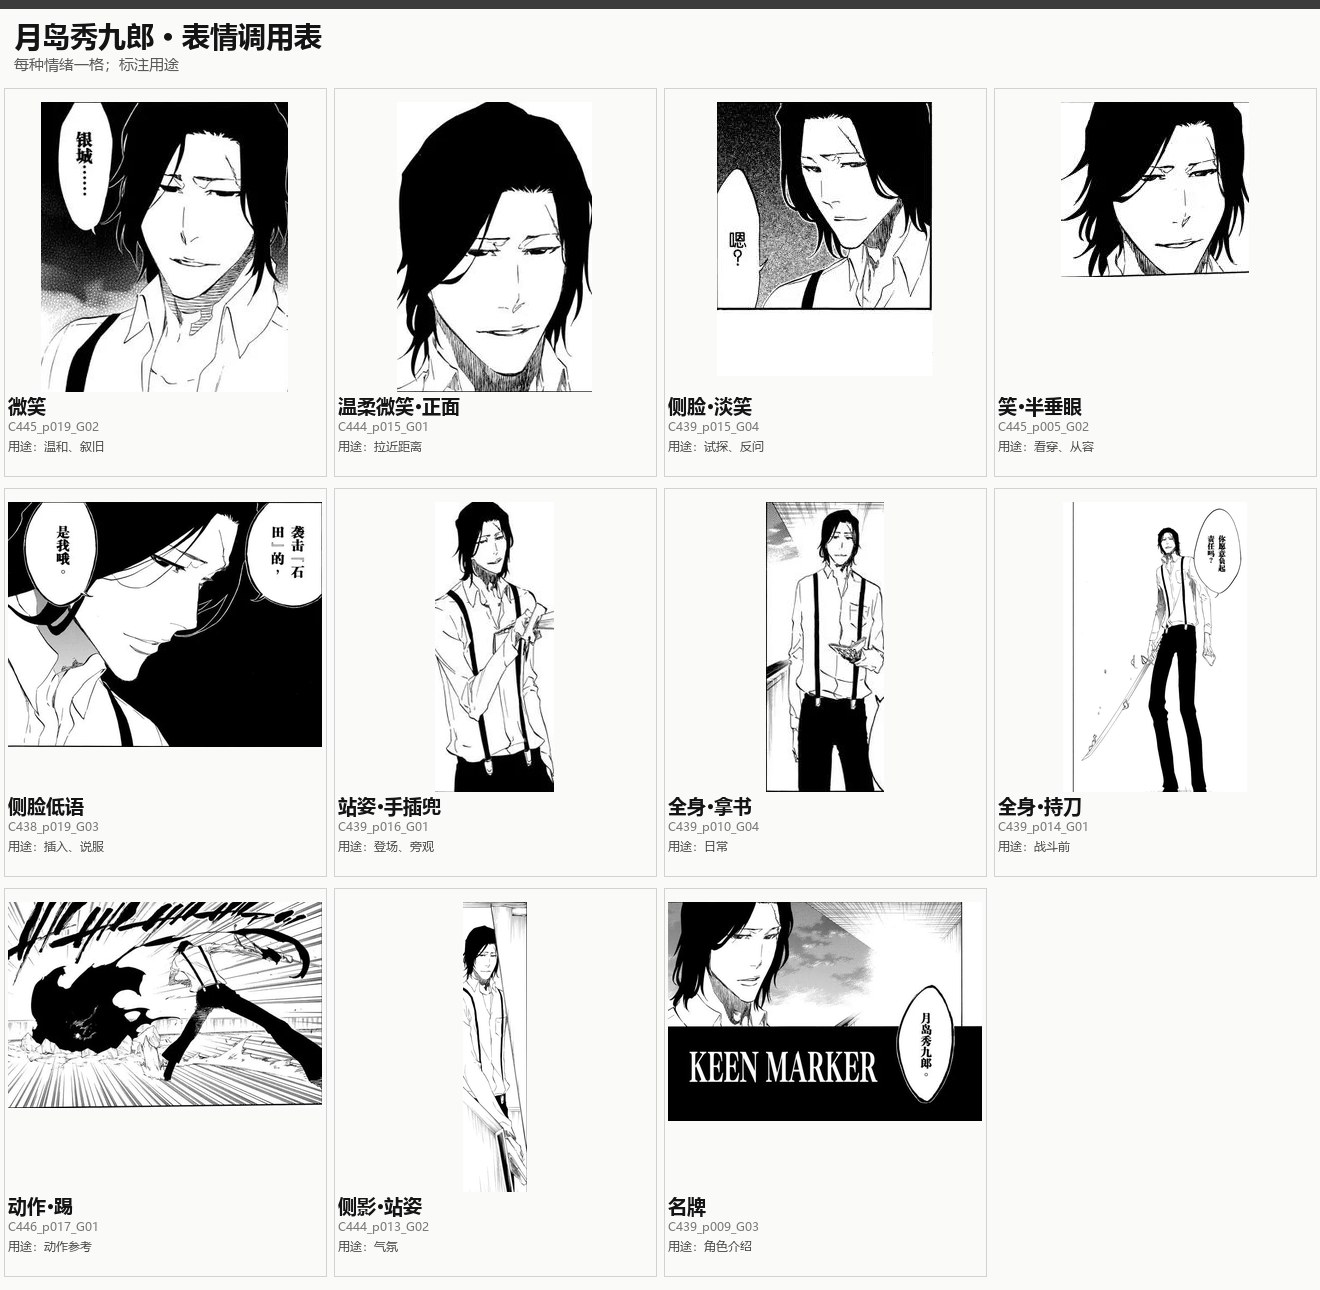 月岛秀九郎·表情调用表
每种情绪一格；标注用途
银城……
微笑
C445_p019_G02
用途：温和、叙旧
温柔微笑·正面
C444_p015_G01
用途：拉近距离
嗯？
侧脸·淡笑
C439_p015_G04
用途：试探、反问
笑·半垂眼
C445_p005_G02
用途：看穿、从容
袭击『石
田』的，
是我哦。
侧脸低语
C438_p019_G03
用途：插入、说服
站姿·手插兜
C439_p016_G01
用途：登场、旁观
全身·拿书
C439_p010_G04
用途：日常
你愿意负起
责任吗？
全身·持刀
C439_p014_G01
用途：战斗前
动作·踢
C446_p017_G01
用途：动作参考
侧影·站姿
C444_p013_G02
用途：气氛
月岛秀九郎。
KEEN MARKER
名牌
C439_p009_G03
用途：角色介绍